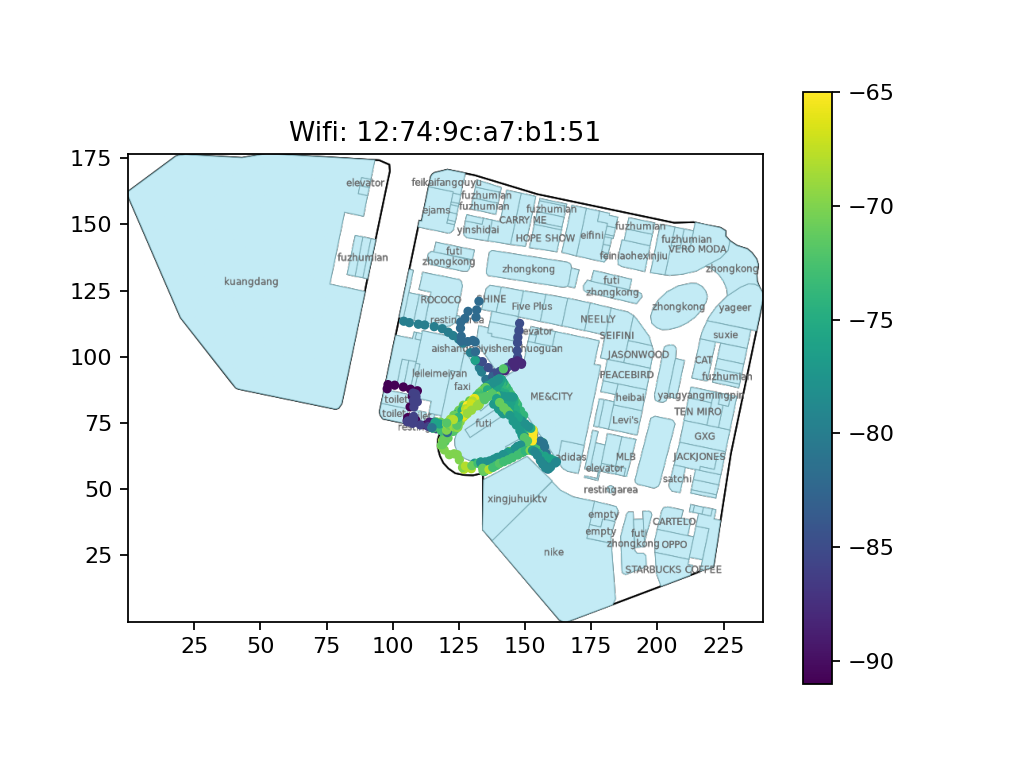 Wifi: 12:74:9c:a7:b1:51
−65
175
elevator
feikaifangouyu
fuzhumian
fuzhumian
ejams
fuzhumian
CARRY ME
fuzhumian
150
yinshidai
HOPE SHOW
eifini
feinjiaohexinjiu
fuzhumian
VERO MODA
futi
zhongkong
fuzhumian
zhongkong
zhongkong
kuangdang
futi
zhongkong
−70
125
ROCOCO
SHINE
Five Plus
zhongkong
yageer
NEELLY
SEIFINI
suxie
−75
100
JASONWOOD
CAT
leileimeiyan
PEACEBIRD
fuzhumian
faxi
ME&CITY
heibai
yangyangmingpin
toilet
75
toilet
futi
Levi's
TEN MIRO
GXG
−80
adidas
MLB
JACKJONES
elevator
satchi
50
restingarea
xingjuhuiktv
empty
CARTELO
empty
futi
zhongkong
OPPO
nike
−85
25
STARBUCKS COFFEE
25
50
75
100
125
150
175
200
225
−90